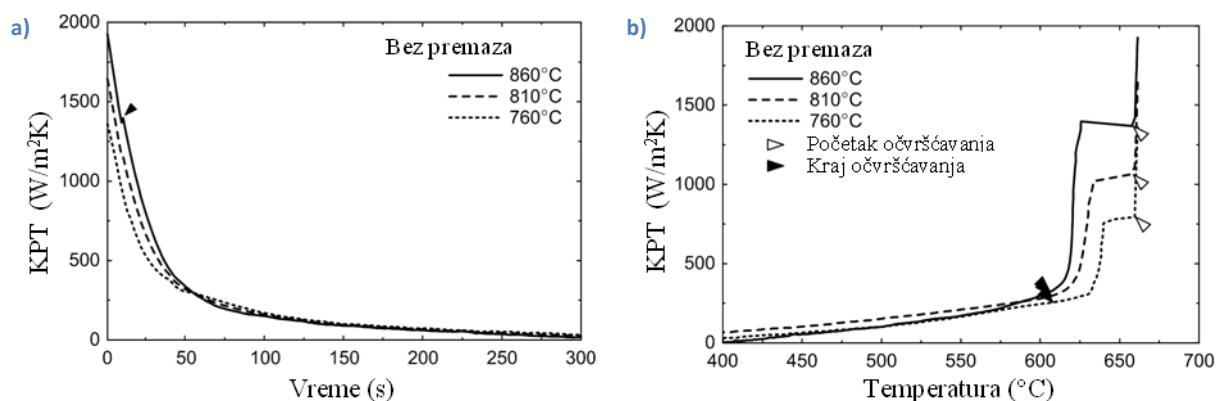 a)
2000
1500
1000
500
0
KPT (W/m²K)
Bez premaza
860°C
810°C
760°C
0 50 100 150 200 250 300
Vreme (s)
b)
2000
1500
1000
500
0
KPT (W/m²K)
Bez premaza
860°C
810°C
760°C
Početak očvršćavanja
Kraj očvršćavanja
400 450 500 550 600 650 700
Temperatura (°C)